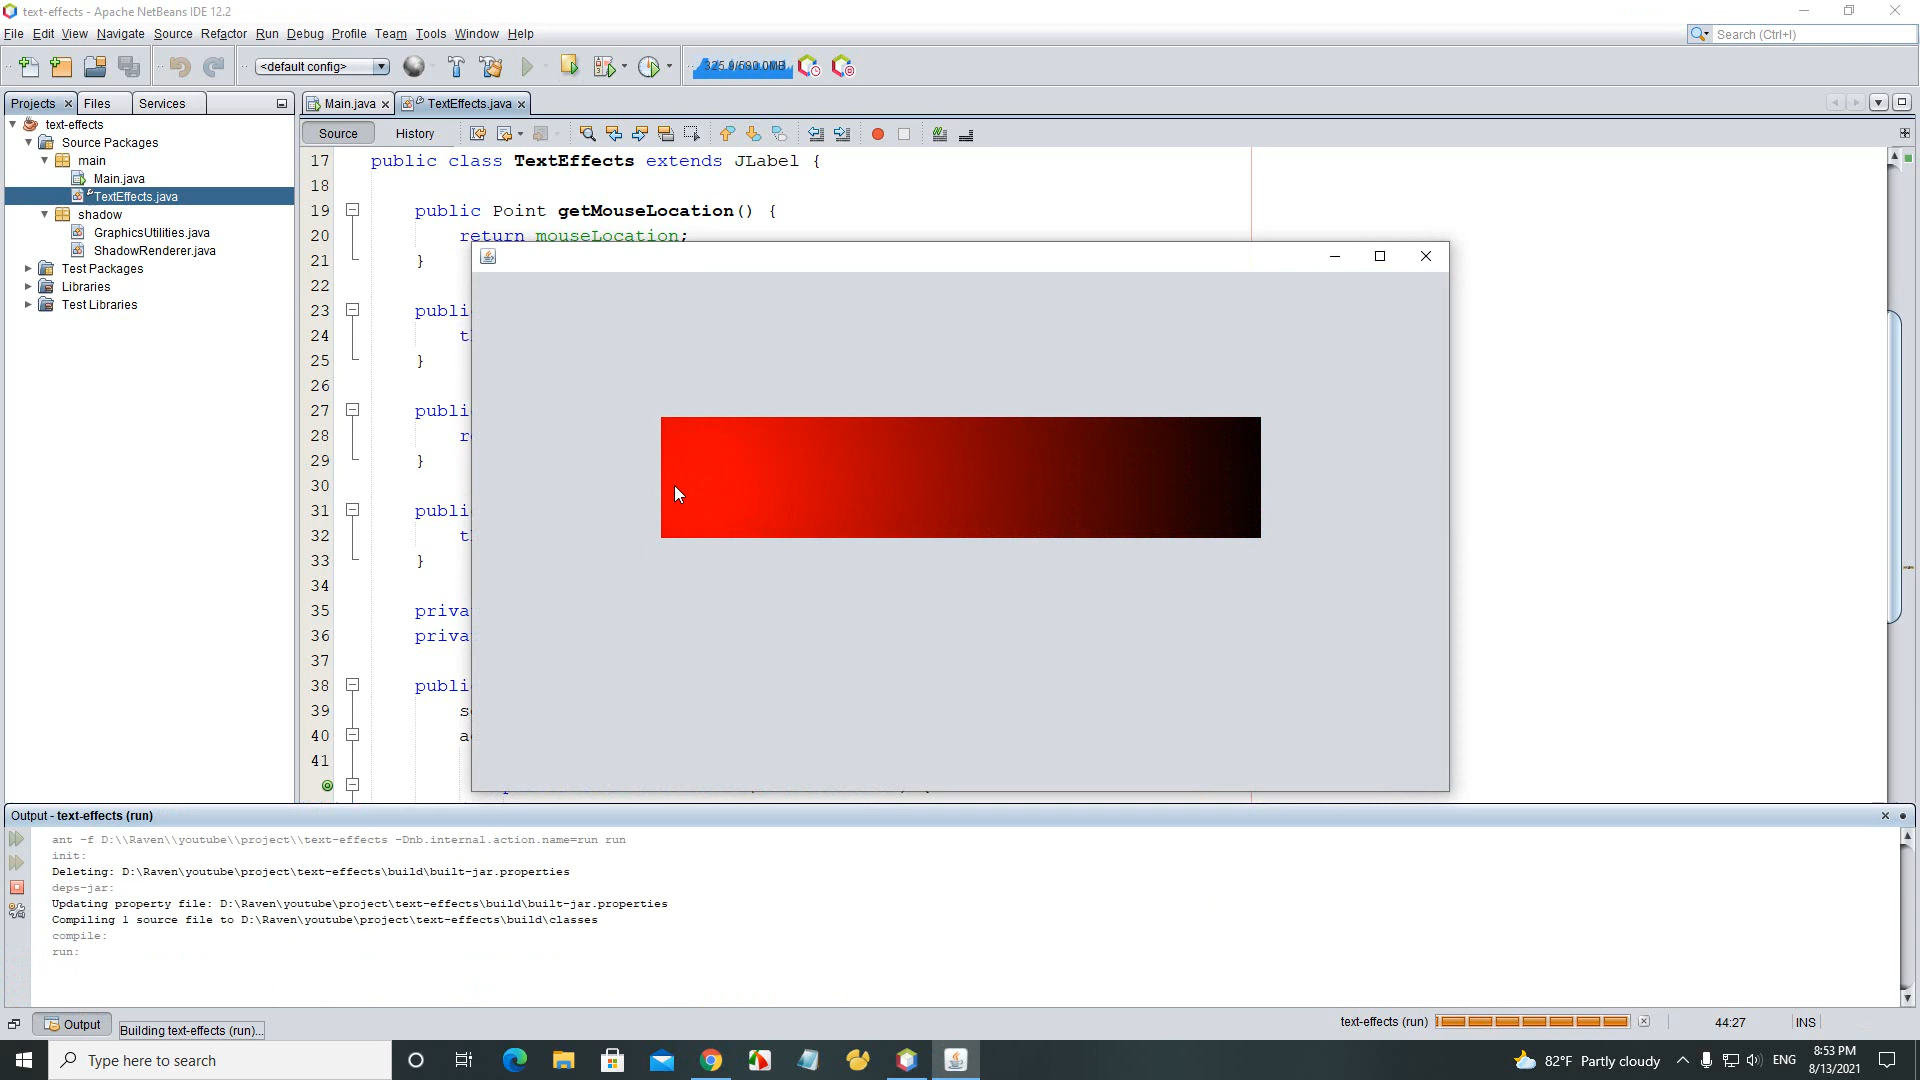 text-effects - Apache NetBeans IDE 12.2
File Edit View Navigate Source Refactor Run Debug Profile Team Tools Window Help
Search (Ctrl+I)
<default config>
325.9/590.0MB
Projects Files Services
Main.java TextEffects.java
Source History
text-effects
Source Packages
main
Main.java
TextEffects.java
shadow
GraphicsUtilities.java
ShadowRenderer.java
Test Packages
Libraries
Test Libraries
17 public class TextEffects extends JLabel {
18
19 public Point getMouseLocation() {
20 return mouseLocation;
21 }
22
23 publi
24 t
25 }
26
27 publi
28 r
29 }
30
31 publi
32 t
33 }
34
35 priva
36 priva
37
38 publi
39 s
40 a
41
Output - text-effects (run)
ant -f D:\\Raven\\youtube\\project\\text-effects -Dnb.internal.action.name=run run
init:
Deleting: D:\Raven\youtube\project\text-effects\build\built-jar.properties
deps-jar:
Updating property file: D:\Raven\youtube\project\text-effects\build\built-jar.properties
Compiling 1 source file to D:\Raven\youtube\project\text-effects\build\classes
compile:
run:
Output
Building text-effects (run)...
text-effects (run)
44:27
INS
Type here to search
82°F Partly cloudy
ENG
8:53 PM
8/13/2021